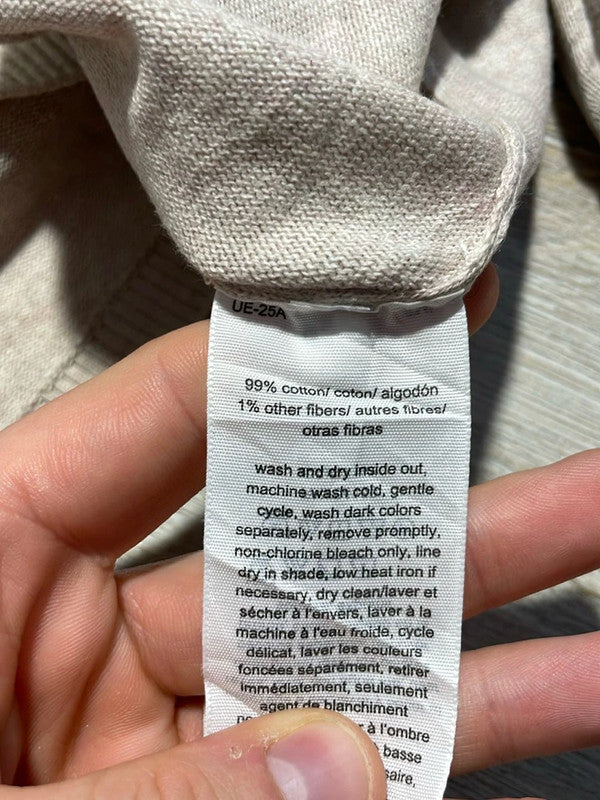 UE-25A
99% cotton/ coton/ algodón
1% other fibers/ autres fibres/
otras fibras
wash and dry inside out,
machine wash cold, gentle
cycle, wash dark colors
separately, remove promptly,
non-chlorine bleach only, line
dry in shade, low heat iron if
necessary, dry clean/laver et
sécher à l'envers, laver à la
machine à l'eau froide, cycle
délicat, laver les couleurs
foncées séparément, retirer
immédiatement, seulement
agent de blanchiment
à l'ombre
basse